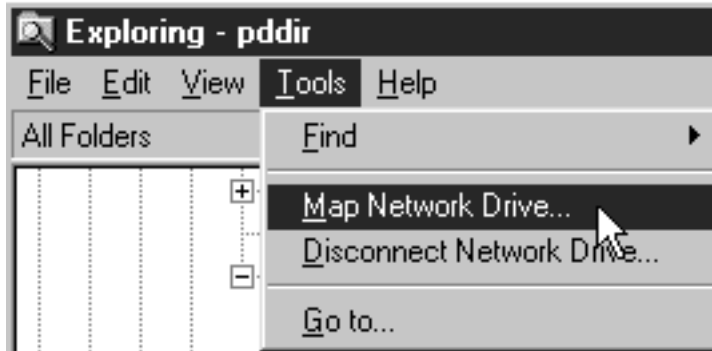 Exploring - pddir
File Edit View Tools Help
All Folders
Find
Map Network Drive...
Disconnect Network Drive...
Go to...